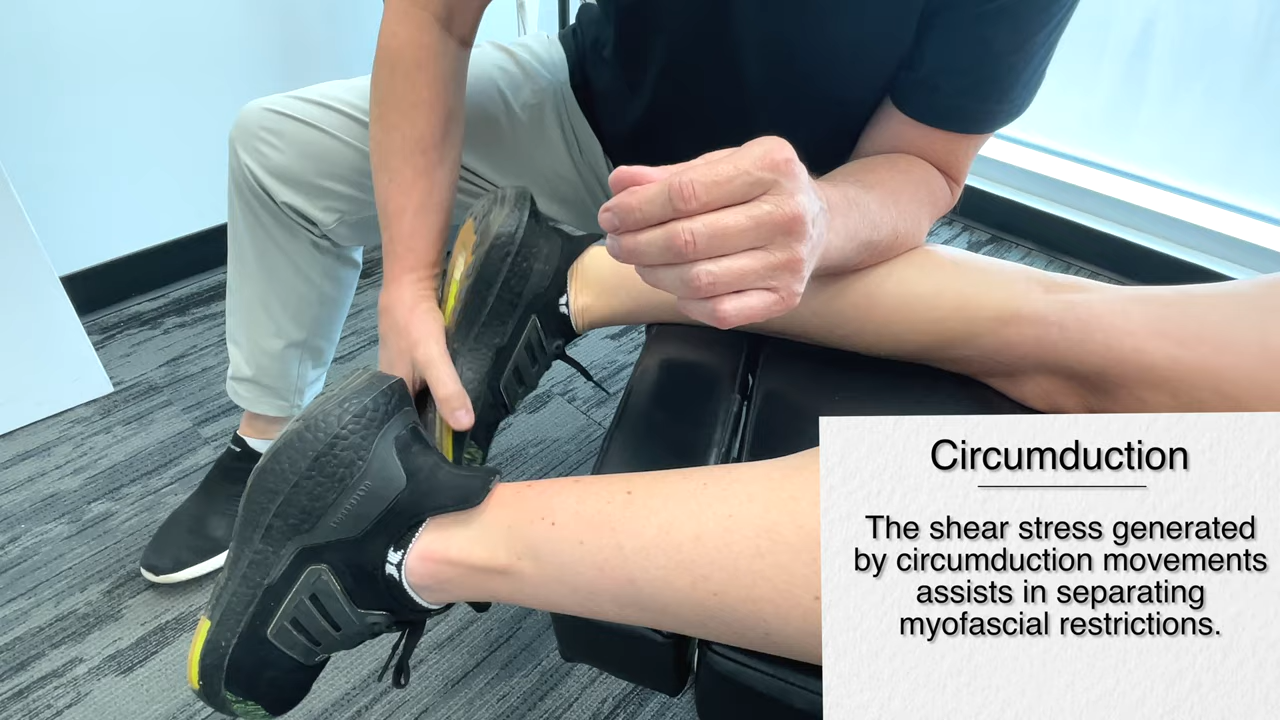 Circumduction
The shear stress generated
by circumduction movements
assists in separating
myofascial restrictions.